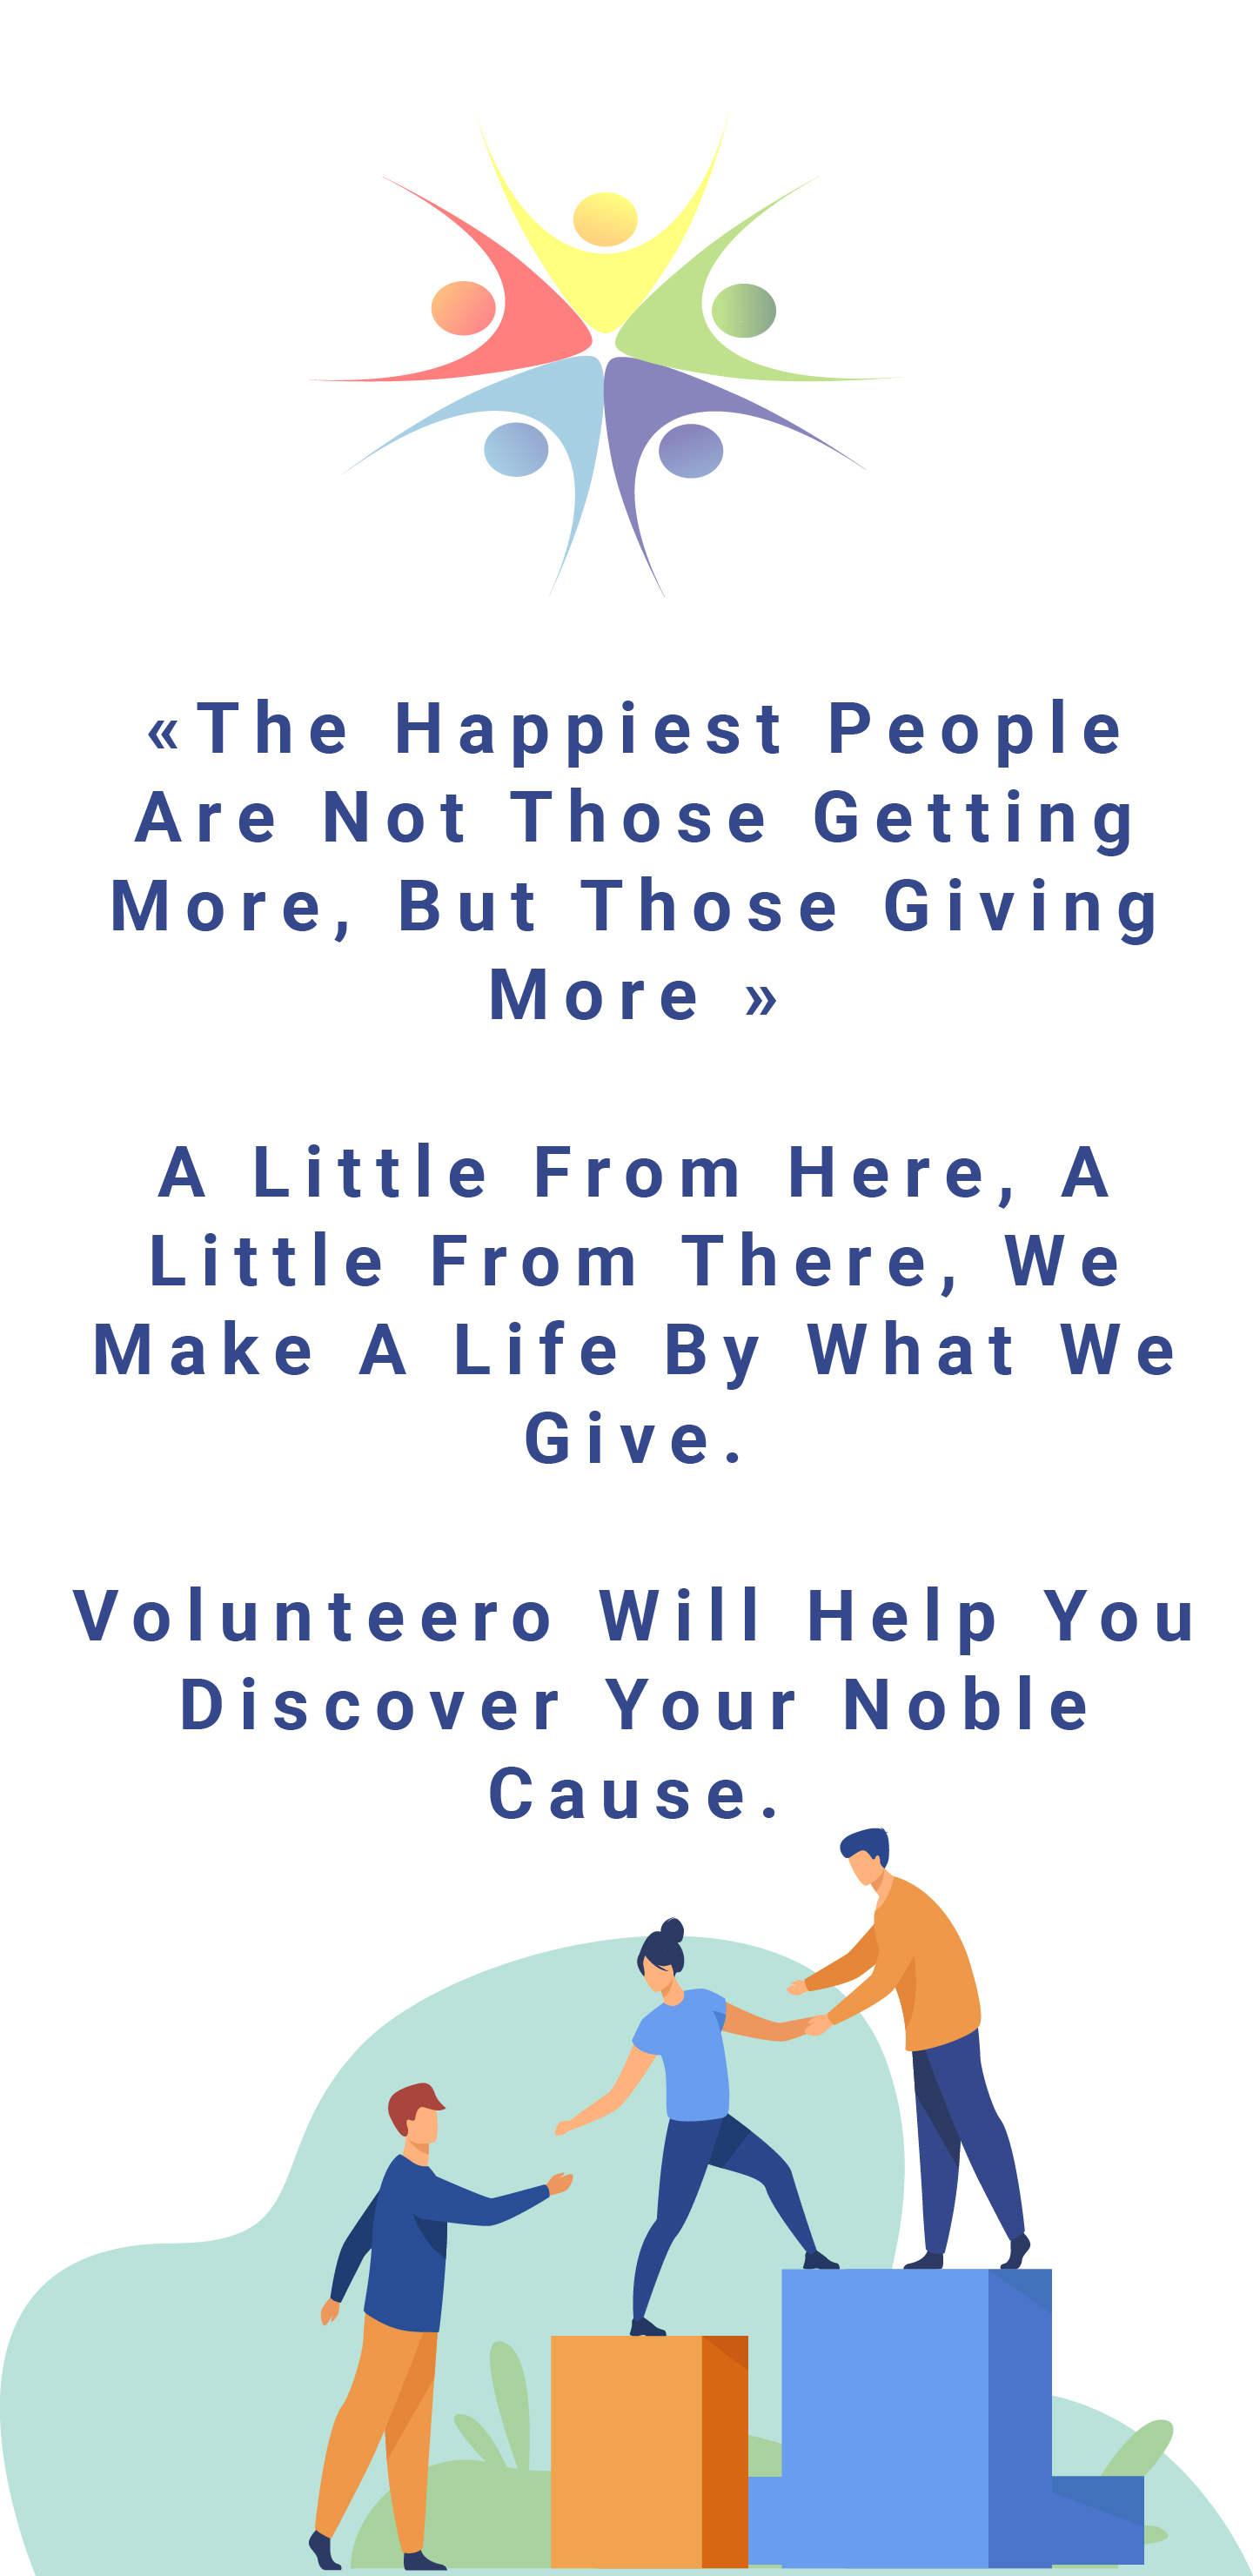 «The Happiest People
Are Not Those Getting
More, But Those Giving
More »
A Little From Here, A
Little From There, We
Make A Life By What We
Give.
Volunteero Will Help You
Discover Your Noble
Cause.